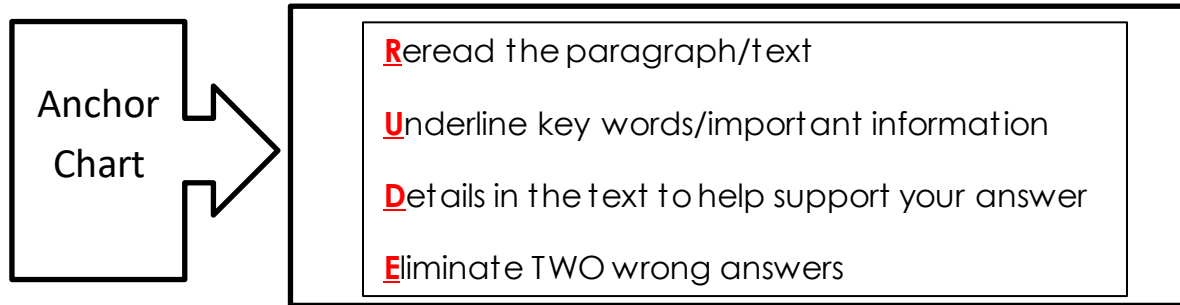 Anchor
Chart
Reread the paragraph/text
Underline key words/important information
Details in the text to help support your answer
Eliminate TWO wrong answers